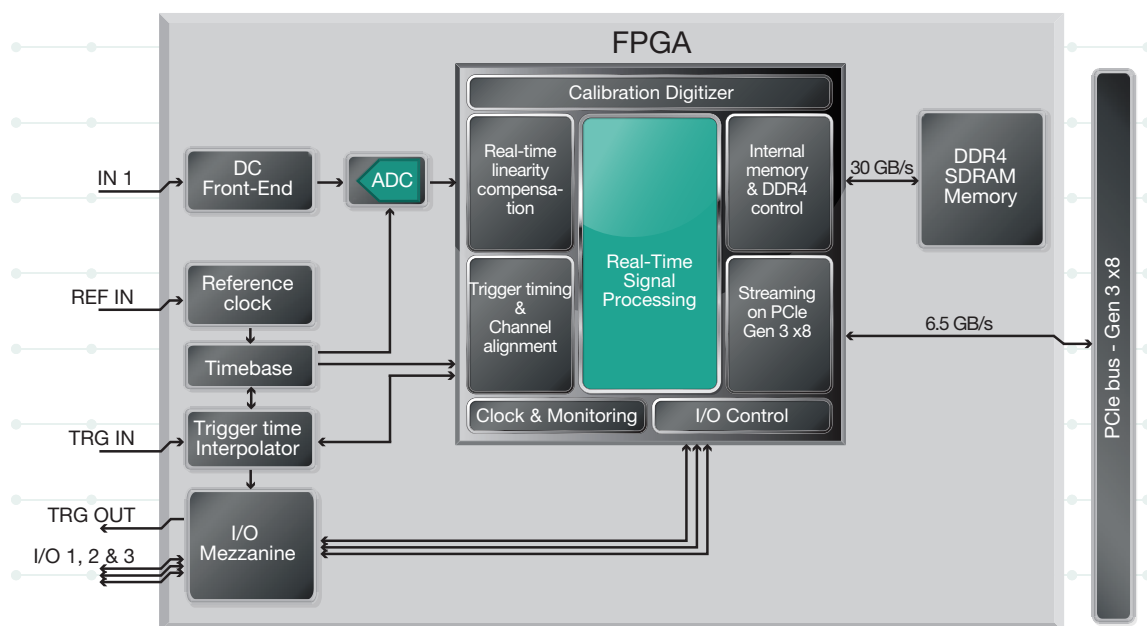 FPGA
Calibration Digitizer
Real-time
linearity
compensa-
tion
Internal
memory
& DDR4
control
Real-Time
Signal
Processing
Trigger timing
&
Channel
alignment
Streaming
on PCIe
Gen 3 x8
Clock & Monitoring
I/O Control
IN 1
DC
Front-End
ADC
30 GB/s
DDR4
SDRAM
Memory
REF IN
Reference
clock
Timebase
6.5 GB/s
PCIe bus - Gen 3 x8
TRG IN
Trigger time
Interpolator
TRG OUT
I/O 1, 2 & 3
I/O
Mezzanine